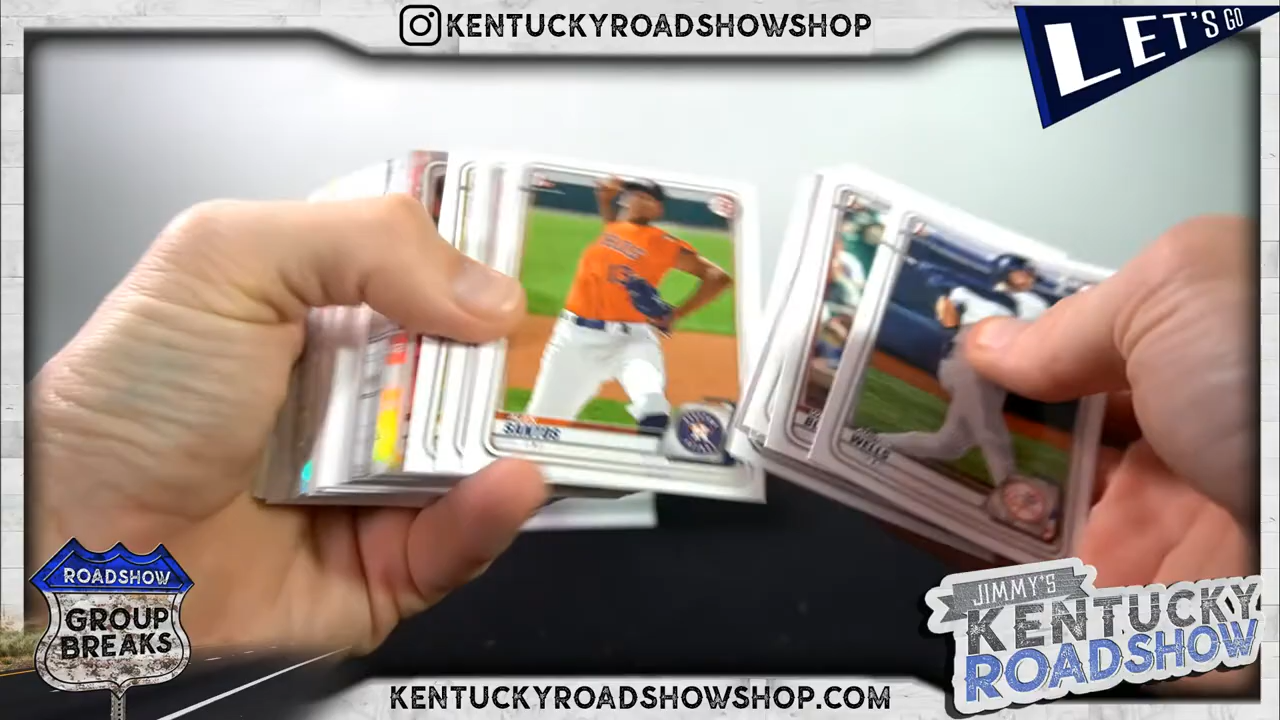 KENTUCKYROADSHOWSHOP
LET'S GO
SANTOS
WELLS
ROADSHOW
GROUP
BREAKS
JIMMY'S
KENTUCKY
ROADSHOW
KENTUCKYROADSHOWSHOP.COM